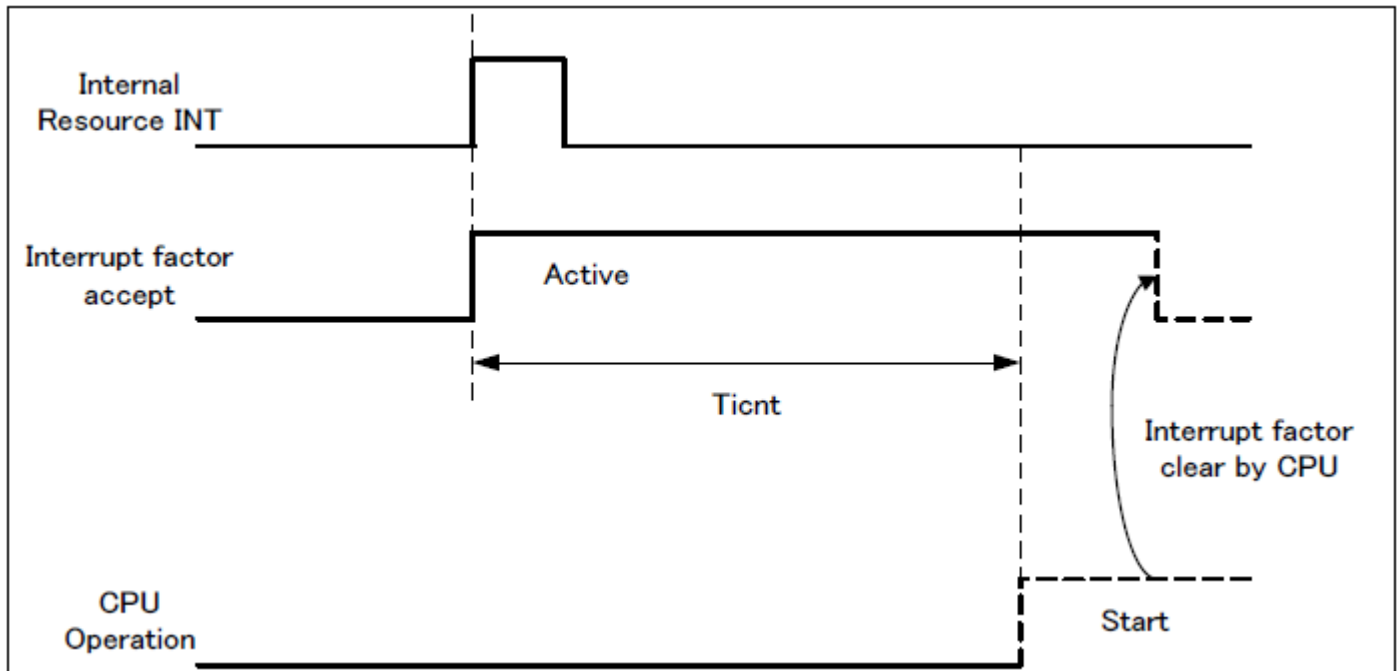 Internal
Resource INT
Interrupt factor
accept
Active
Ticnt
Interrupt factor
clear by CPU
CPU
Operation
Start